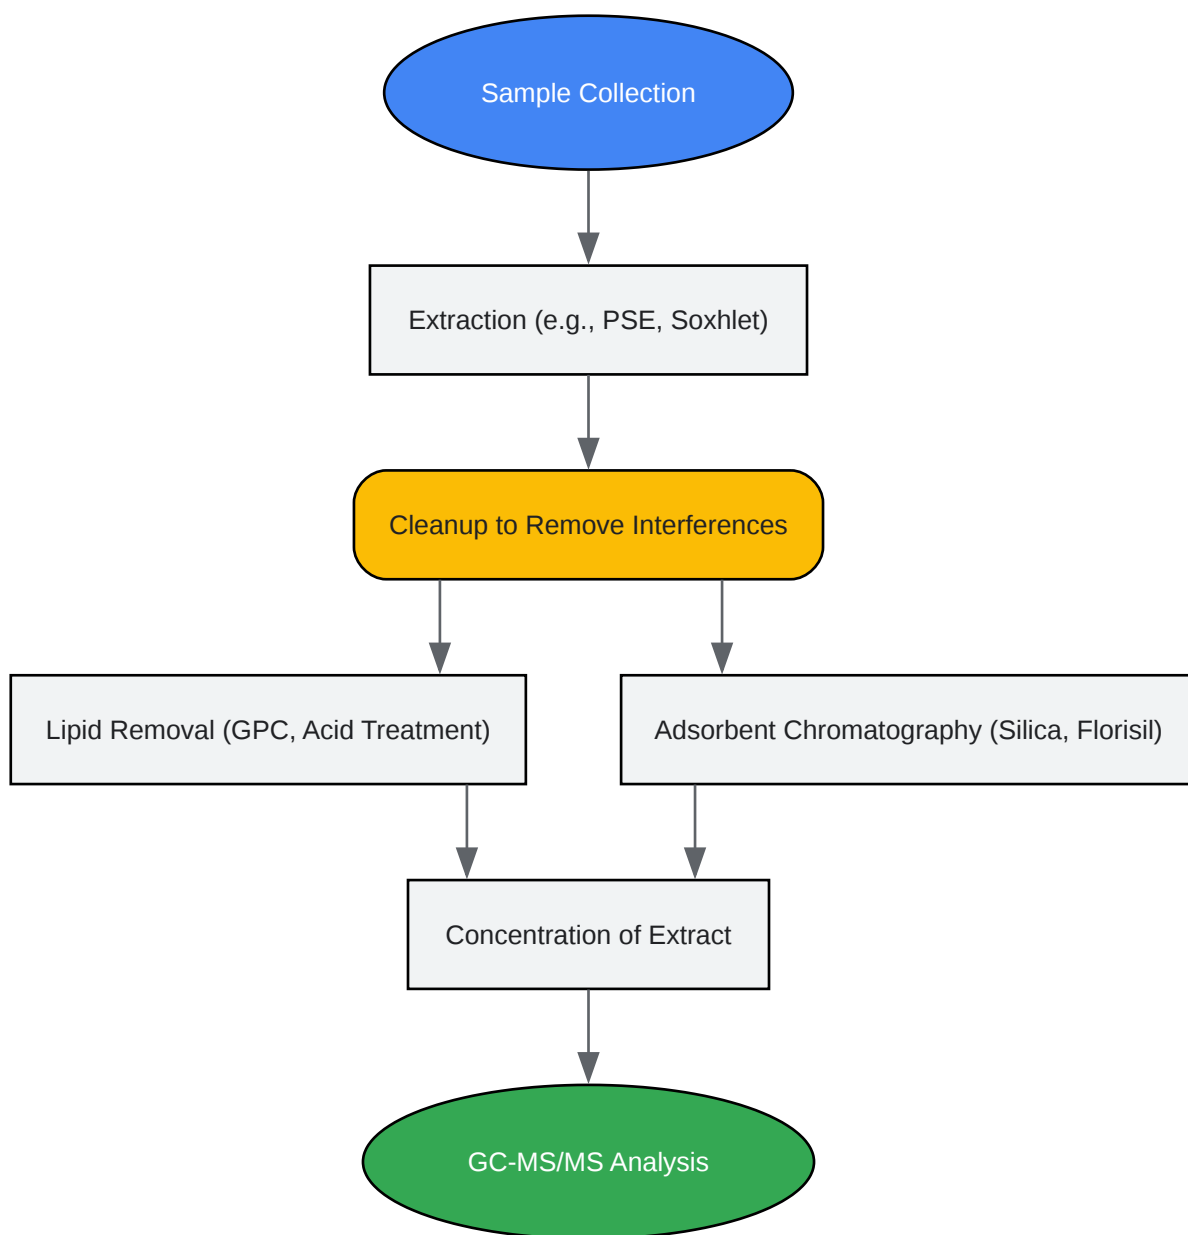 Sample Collection
Extraction (e.g., PSE, Soxhlet)
Cleanup to Remove Interferences
Lipid Removal (GPC, Acid Treatment)
Adsorbent Chromatography (Silica, Florisil)
Concentration of Extract
GC-MS/MS Analysis